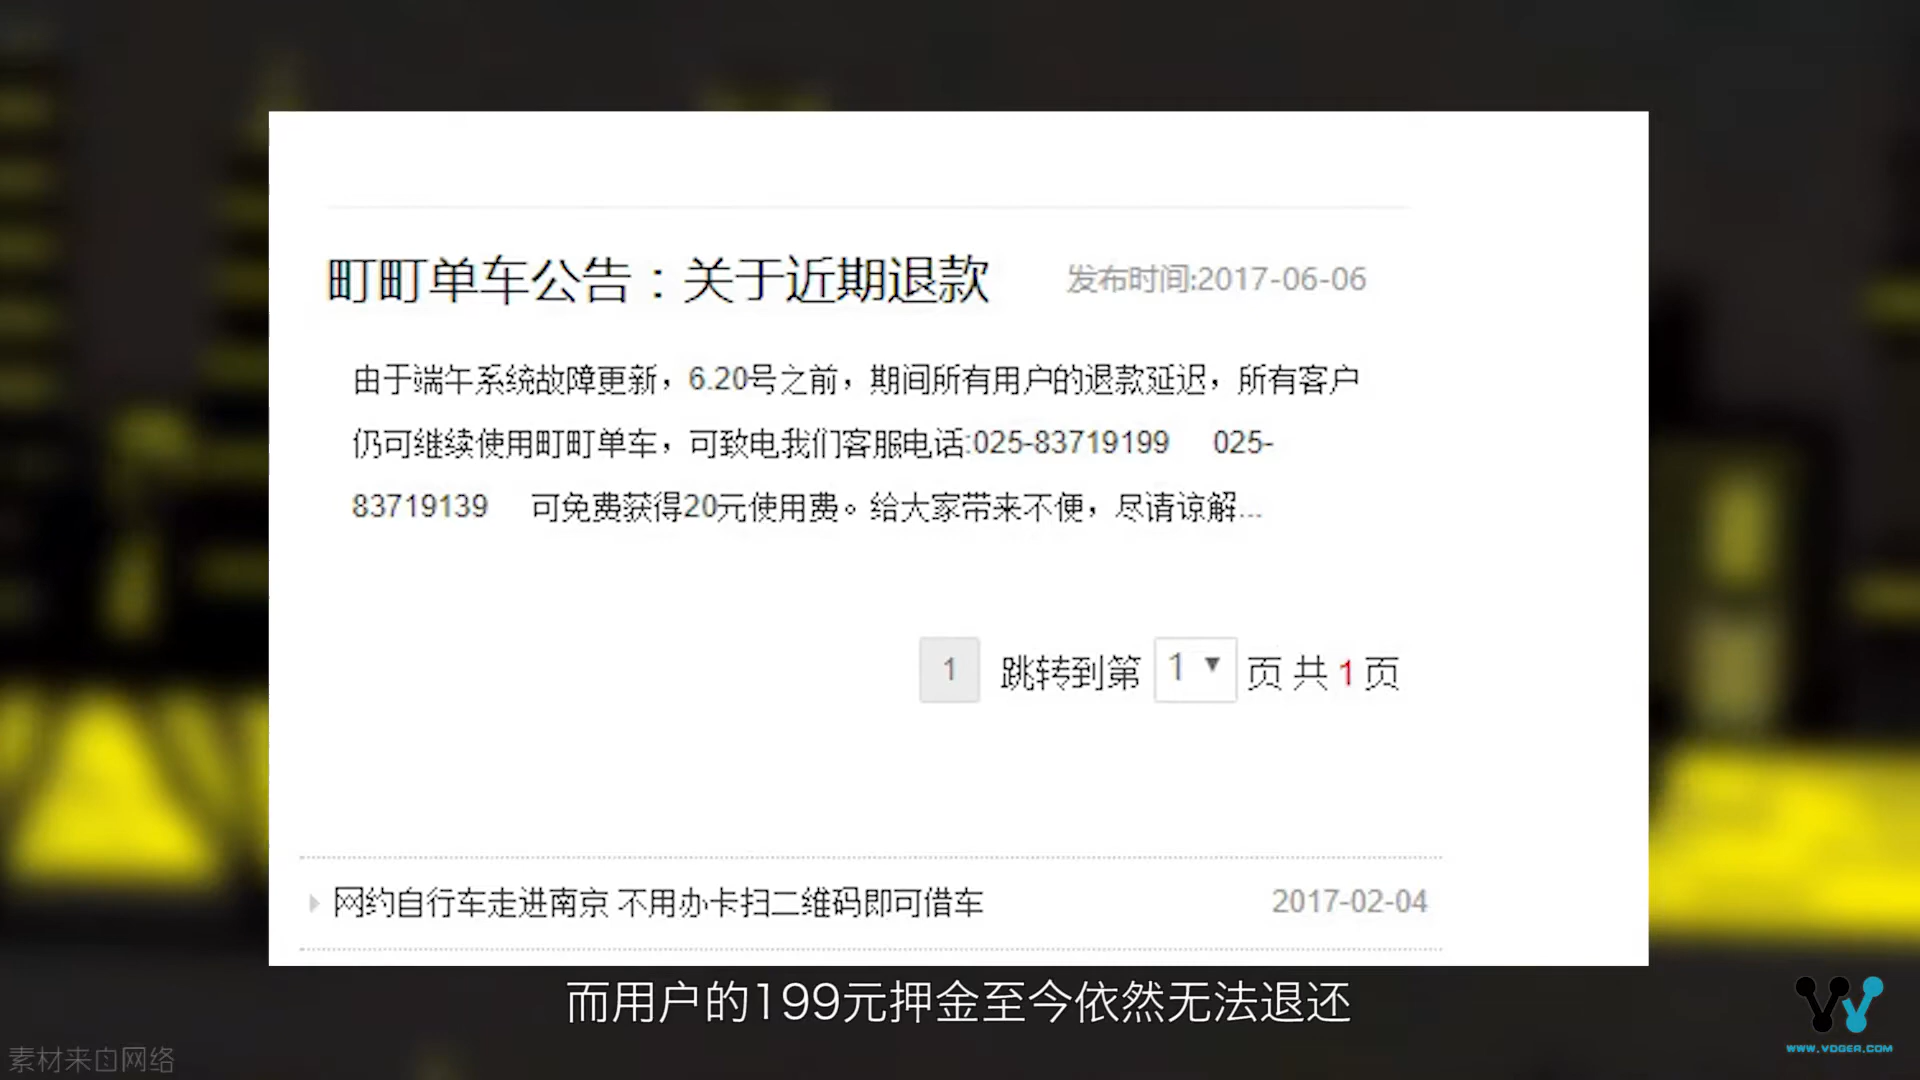 町町单车公告：关于近期退款 发布时间:2017-06-06
由于端午系统故障更新，6.20号之前，期间所有用户的退款延迟，所有客户
仍可继续使用町町单车，可致电我们客服电话:025-83719199 025-
83719139 可免费获得20元使用费。给大家带来不便，尽请谅解...
1 跳转到第 1 页 共 1 页
网约自行车走进南京 不用办卡扫二维码即可借车 2017-02-04
而用户的199元押金至今依然无法退还
素材来自网络
WWW.VOGER.COM